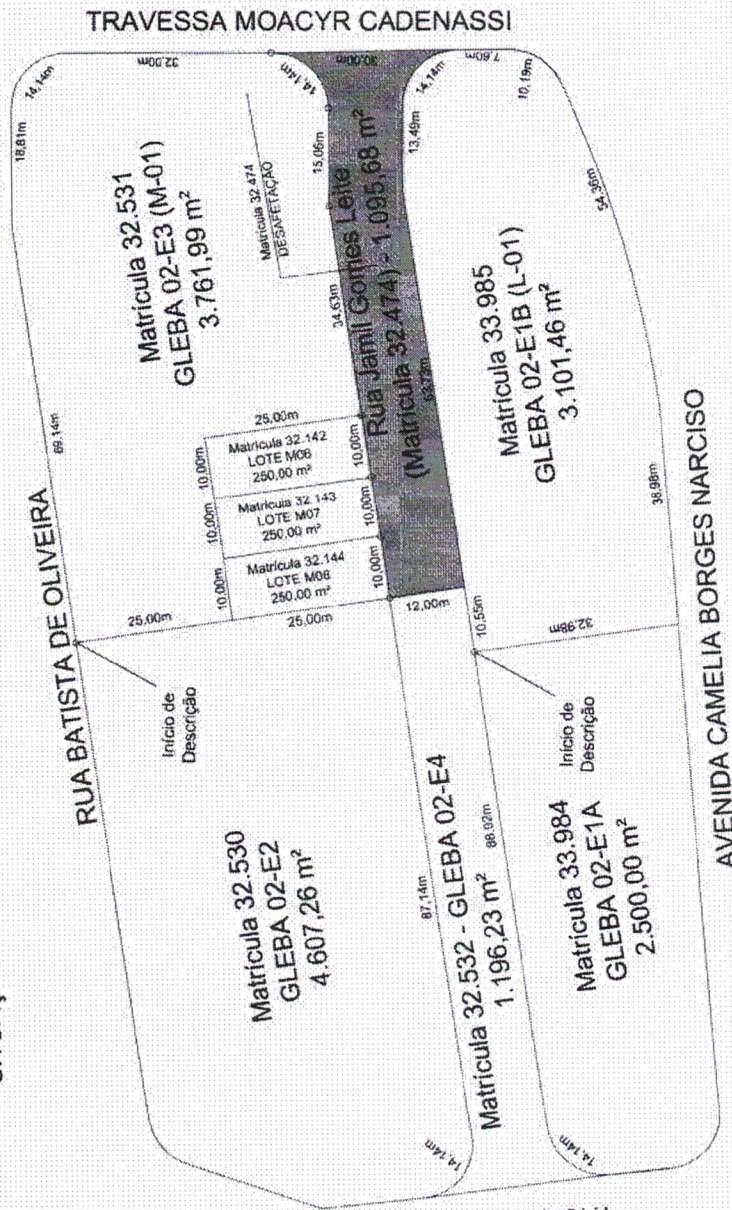 TRAVESSA MOACYR CADENASSI
14,14m
32,00m
14,14m
30,00m
14,14m
7,60m
10,19m
18,81m
Matrícula 32.531
GLEBA 02-E3 (M-01)
3.761,99 m²
Matrícula 32.474
DESAFETAÇÃO
15,06m
13,49m
34,63m
Rua Jamil Gomes Leite
(Matrícula 32.474) - 1.095,68 m²
63,73m
54,36m
Matrícula 33.985
GLEBA 02-E1B (L-01)
3.101,46 m²
69,14m
25,00m
10,00m
Matrícula 32.142
LOTE M06
250,00 m²
10,00m
10,00m
Matrícula 32.143
LOTE M07
250,00 m²
10,00m
10,00m
Matrícula 32.144
LOTE M08
250,00 m²
10,00m
38,98m
RUA BATISTA DE OLIVEIRA
25,00m
25,00m
12,00m
10,55m
32,98m
Início de
Descrição
Início de
Descrição
AVENIDA CAMELIA BORGES NARCISO
Matrícula 32.530
GLEBA 02-E2
4.607,26 m²
87,14m
Matrícula 32.532 - GLEBA 02-E4
1.196,23 m²
88,92m
Matrícula 33.984
GLEBA 02-E1A
2.500,00 m²
14,14m
14,14m